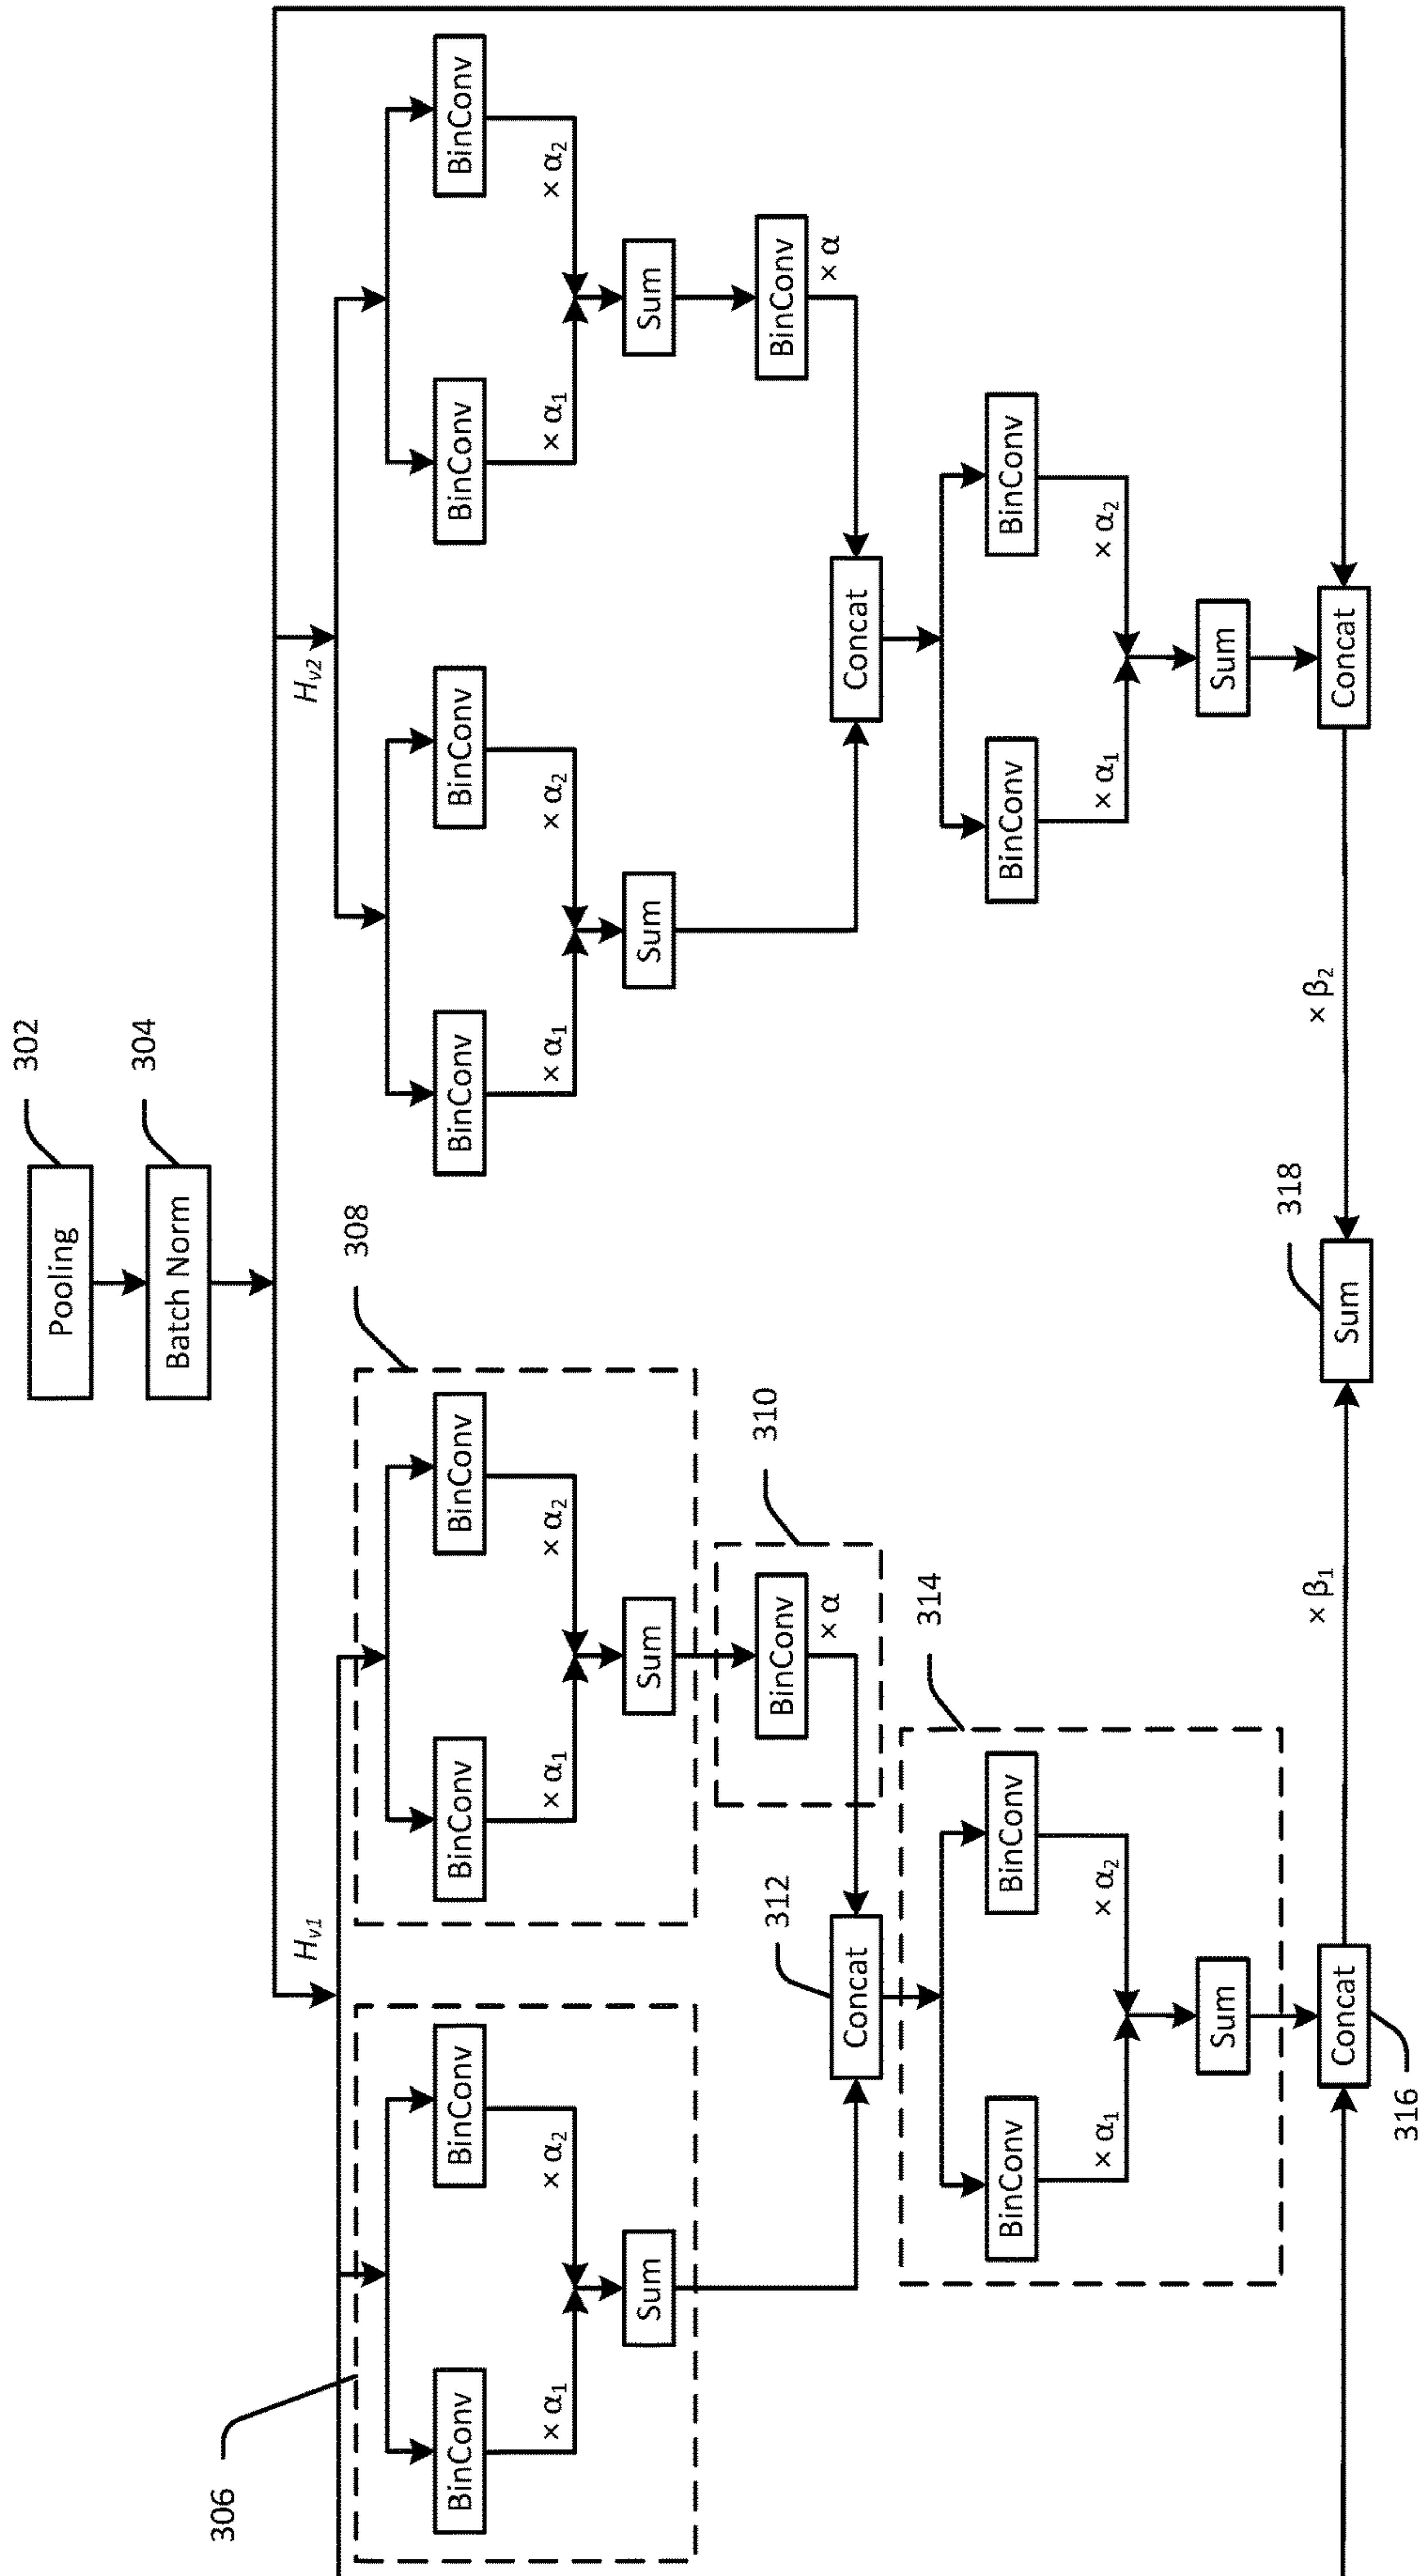 302
Pooling
304
Batch Norm
306
H_v1
H_v2
308
BinConv
BinConv
BinConv
BinConv
BinConv
BinConv
BinConv
BinConv
× α₁
× α₂
× α₁
× α₂
× α₁
× α₂
× α₁
× α₂
Sum
Sum
Sum
Sum
312
310
BinConv
BinConv
× α
× α
Concat
Concat
314
BinConv
BinConv
BinConv
BinConv
× α₁
× α₂
× α₁
× α₂
Sum
Sum
318
× β₁
× β₂
Concat
Sum
Concat
316